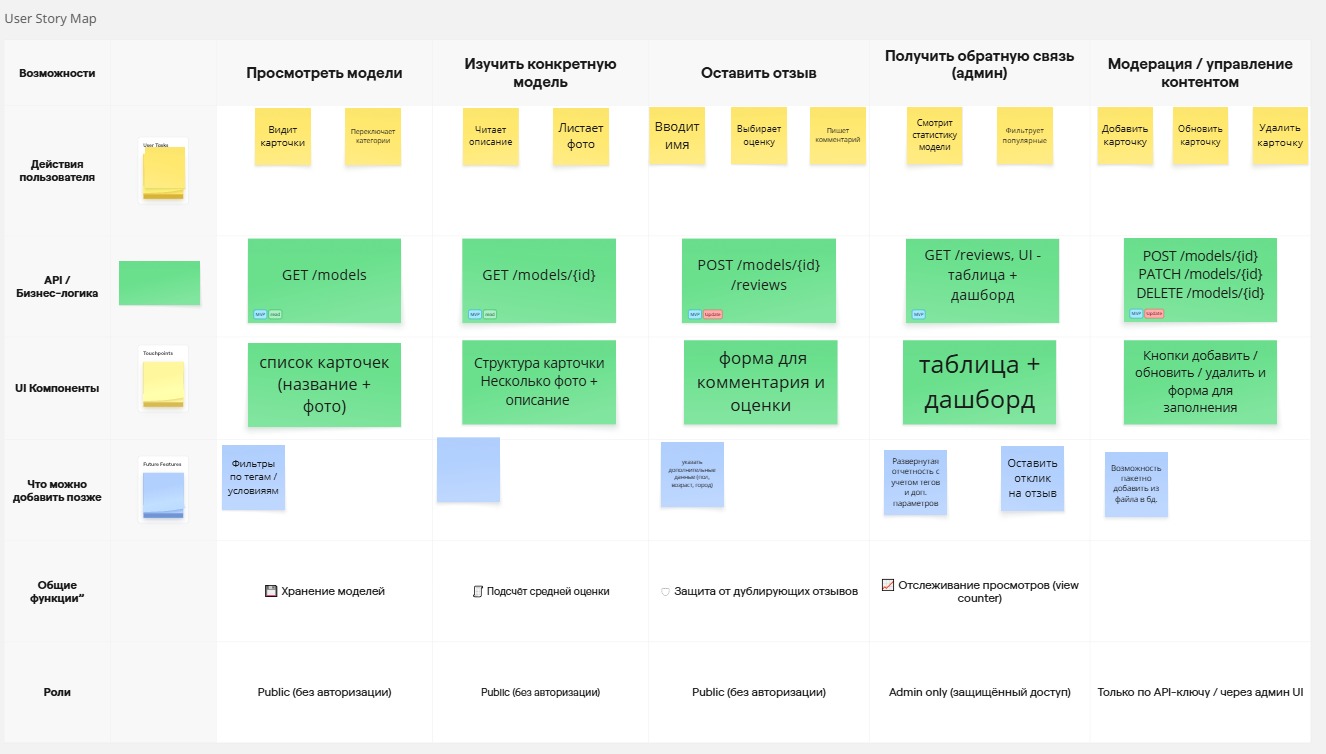 User Story Map
Возможности
Просмотреть модели
Изучить конкретную
модель
Оставить отзыв
Получить обратную связь
(админ)
Модерация / управление
контентом
Действия
пользователя
User Tasks
Видит
карточки
Переключает
категории
Читает
описание
Листает
фото
Вводит
имя
Выбирает
оценку
Пишет
комментарий
Смотрит
статистику
модели
Фильтрует
популярные
Добавить
карточку
Обновить
карточку
Удалить
карточку
API /
Бизнес-логика
GET /models
MVP read
GET /models/{id}
MVP read
POST /models/{id}
/reviews
MVP Update
GET /reviews, UI -
таблица +
дашборд
MVP
POST /models/{id}
PATCH /models/{id}
DELETE /models/{id}
MVP Update
UI Компоненты
Touchpoints
список карточек
(название +
фото)
Структура карточки
Несколько фото +
описание
форма для
комментария и
оценки
таблица +
дашборд
Кнопки добавить /
обновить / удалить и
форма для
заполнения
Что можно
добавить позже
Future Features
Фильтры
по тегам /
условияям
указать
дополнительные
данные (пол,
возраст, город)
Развернутая
отчетность с
учетом тегов
и доп.
параметров
Оставить
отклик
на отзыв
Возможность
пакетно
добавить из
файла в бд.
Общие
функции“
Хранение моделей
Подсчёт средней оценки
Защита от дублирующих отзывов
Отслеживание просмотров (view
counter)
Роли
Public (без авторизации)
Public (без авторизации)
Public (без авторизации)
Admin only (защищённый доступ)
Только по API-ключу / через админ UI